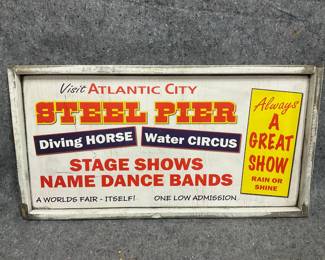 Visit ATLANTIC CITY
STEEL PIER
Diving HORSE Water CIRCUS
STAGE SHOWS
NAME DANCE BANDS
A WORLDS FAIR - ITSELF! ONE LOW ADMISSION
Always
A
GREAT
SHOW
RAIN OR
SHINE